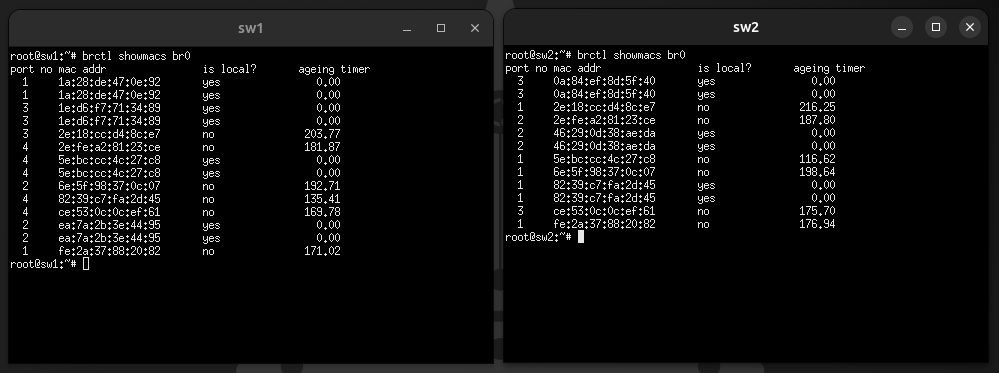 sw1
root@sw1:~# brctl showmacs br0
port no mac addr is local? ageing timer
1 1a:28:de:47:0e:92 yes 0.00
1 1a:28:de:47:0e:92 yes 0.00
3 1e:d6:f7:71:34:89 yes 0.00
3 1e:d6:f7:71:34:89 yes 0.00
3 2e:18:cc:d4:8c:e7 no 203.77
4 2e:fe:a2:81:23:ce no 181.87
4 5e:bc:cc:4c:27:c8 yes 0.00
4 5e:bc:cc:4c:27:c8 yes 0.00
2 6e:5f:98:37:0c:07 no 192.71
4 82:39:c7:fa:2d:45 no 135.41
4 ce:53:0c:0c:ef:61 no 169.78
2 ea:7a:2b:3e:44:95 yes 0.00
2 ea:7a:2b:3e:44:95 yes 0.00
1 fe:2a:37:88:20:82 no 171.02
root@sw1:~#
sw2
root@sw2:~# brctl showmacs br0
port no mac addr is local? ageing timer
3 0a:84:ef:8d:5f:40 yes 0.00
3 0a:84:ef:8d:5f:40 yes 0.00
1 2e:18:cc:d4:8c:e7 no 216.25
2 2e:fe:a2:81:23:ce no 187.80
2 46:29:0d:38:ae:da yes 0.00
2 46:29:0d:38:ae:da yes 0.00
1 5e:bc:cc:4c:27:c8 no 116.62
1 6e:5f:98:37:0c:07 no 198.64
1 82:39:c7:fa:2d:45 yes 0.00
1 82:39:c7:fa:2d:45 yes 0.00
3 ce:53:0c:0c:ef:61 no 175.70
1 fe:2a:37:88:20:82 no 176.94
root@sw2:~#